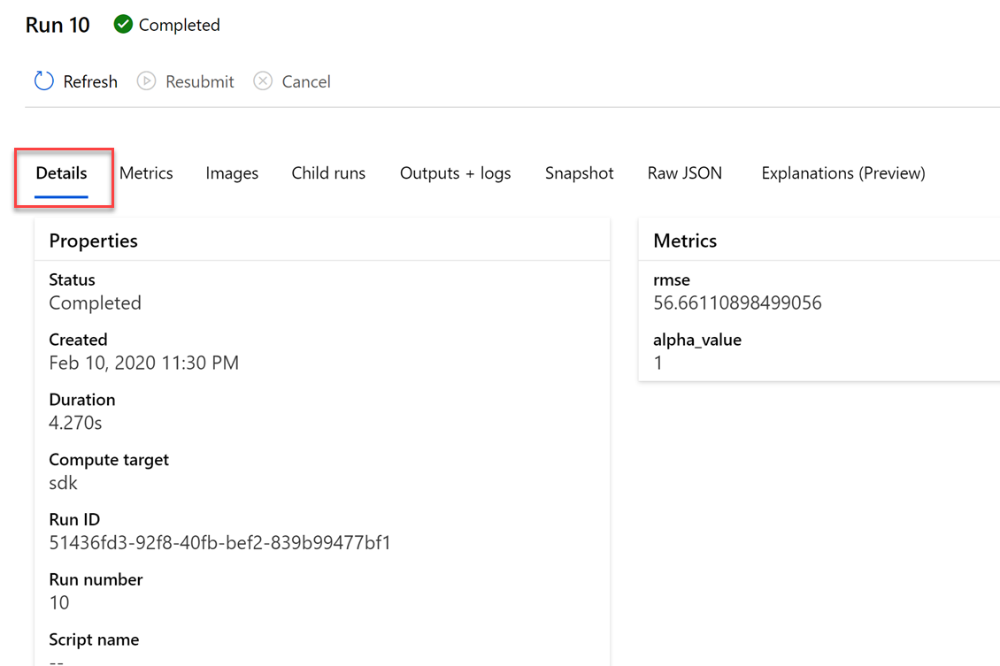 Run 10 Completed
Refresh Resubmit Cancel
Details Metrics Images Child runs Outputs + logs Snapshot Raw JSON Explanations (Preview)
Properties
Status
Completed
Created
Feb 10, 2020 11:30 PM
Duration
4.270s
Compute target
sdk
Run ID
51436fd3-92f8-40fb-bef2-839b99477bf1
Run number
10
Script name
--
Metrics
rmse
56.66110898499056
alpha_value
1